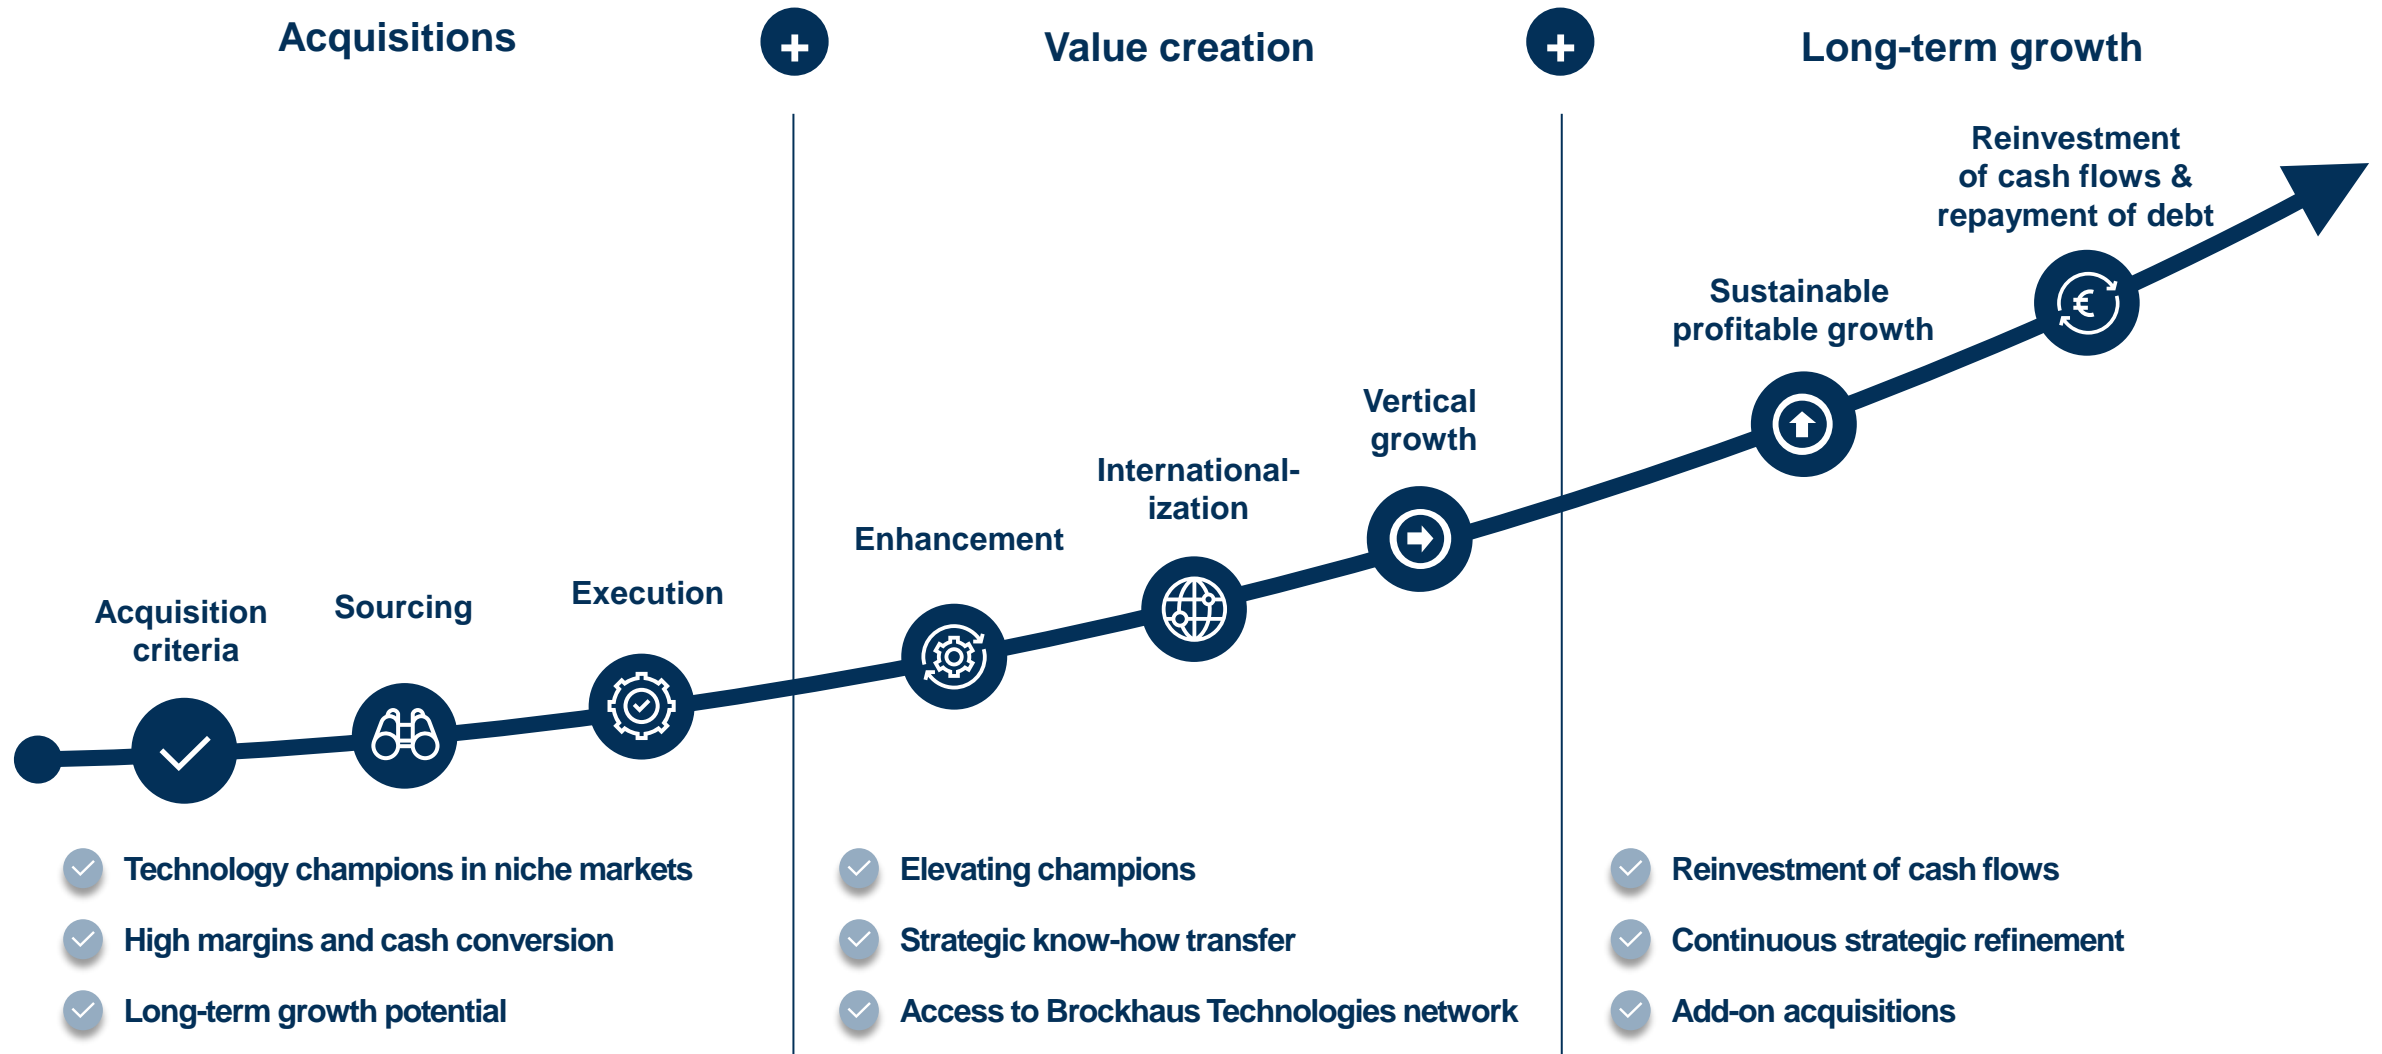 Acquisitions
+
Value creation
+
Long-term growth
Acquisition
criteria
Sourcing
Execution
Enhancement
International-
ization
Vertical
growth
Sustainable
profitable growth
Reinvestment
of cash flows &
repayment of debt
€
Technology champions in niche markets
High margins and cash conversion
Long-term growth potential
Elevating champions
Strategic know-how transfer
Access to Brockhaus Technologies network
Reinvestment of cash flows
Continuous strategic refinement
Add-on acquisitions